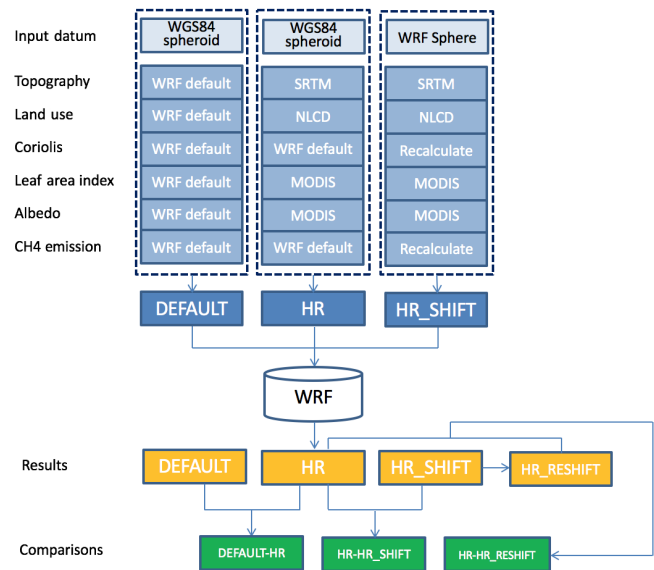 Input datum
WGS84 spheroid
WGS84 spheroid
WRF Sphere
Topography
WRF default
SRTM
SRTM
Land use
WRF default
NLCD
NLCD
Coriolis
WRF default
WRF default
Recalculate
Leaf area index
WRF default
MODIS
MODIS
Albedo
WRF default
MODIS
MODIS
CH4 emission
WRF default
WRF default
Recalculate
DEFAULT
HR
HR_SHIFT
WRF
Results
DEFAULT
HR
HR_SHIFT
HR_RESHIFT
Comparisons
DEFAULT-HR
HR-HR_SHIFT
HR-HR_RESHIFT